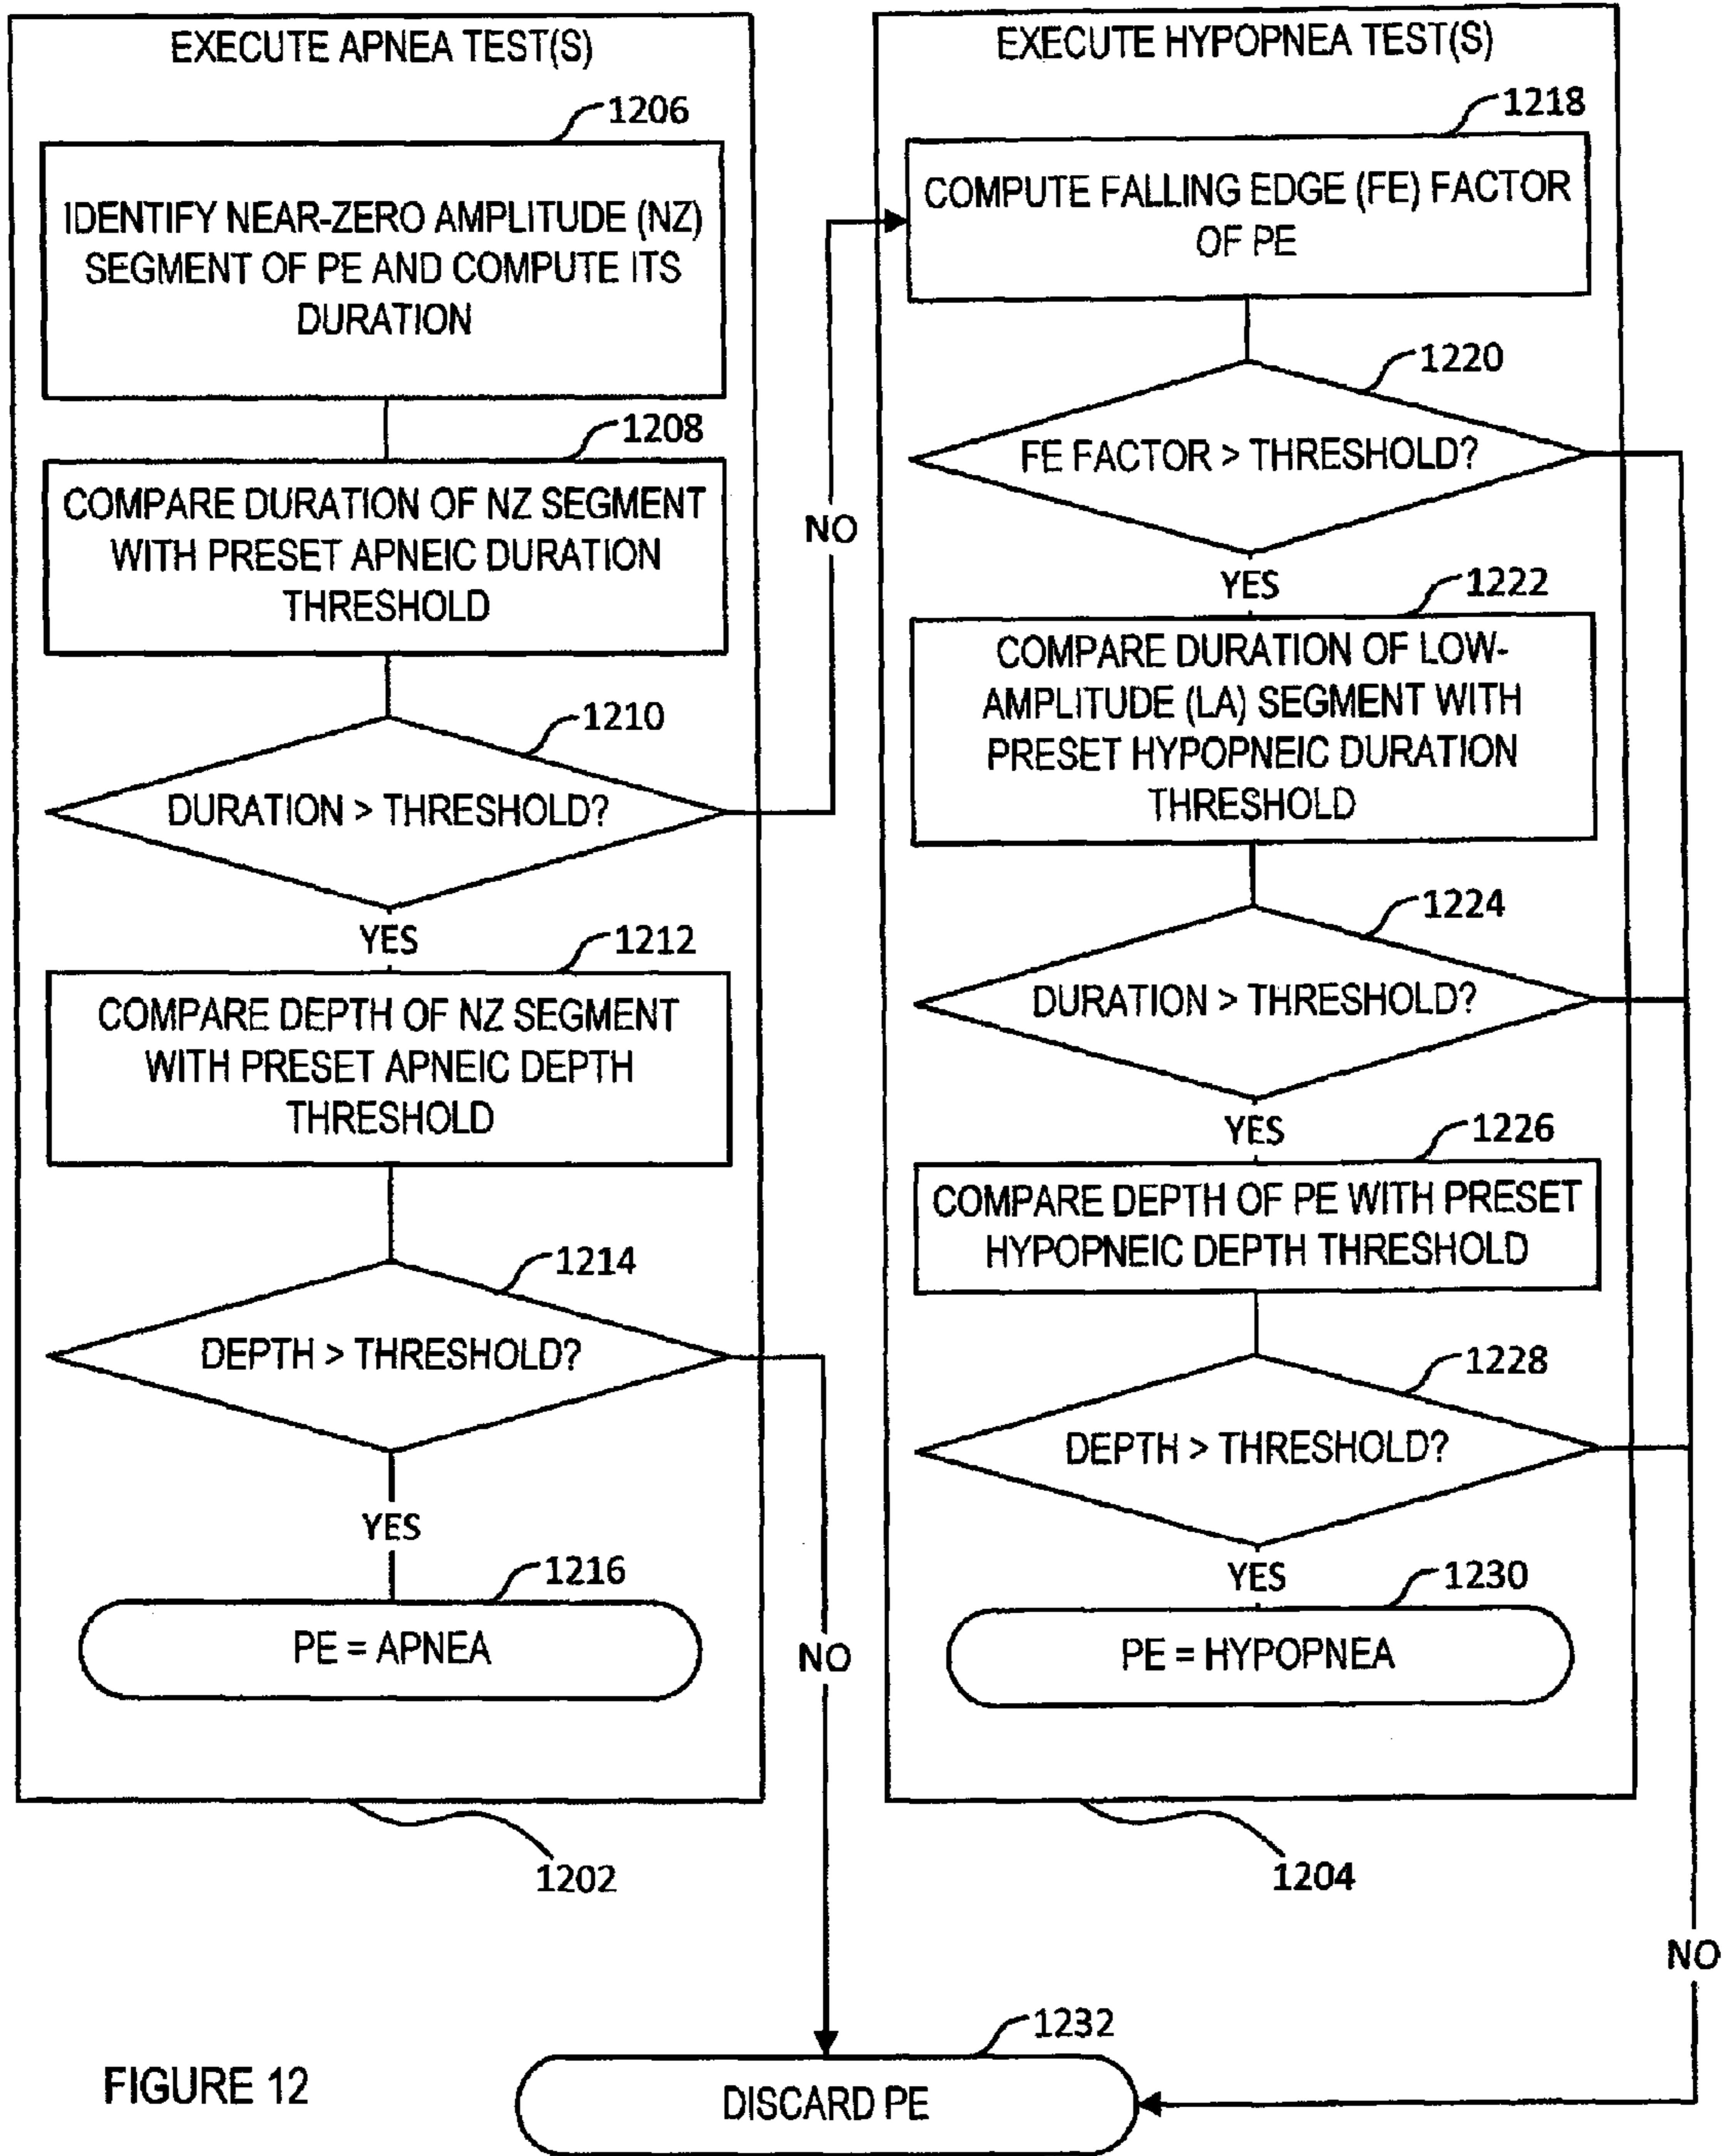 EXECUTE APNEA TEST(S)
1206
IDENTIFY NEAR-ZERO AMPLITUDE (NZ)
SEGMENT OF PE AND COMPUTE ITS
DURATION
1208
COMPARE DURATION OF NZ SEGMENT
WITH PRESET APNEIC DURATION
THRESHOLD
1210
DURATION > THRESHOLD?
NO
YES
1212
COMPARE DEPTH OF NZ SEGMENT
WITH PRESET APNEIC DEPTH
THRESHOLD
1214
DEPTH > THRESHOLD?
YES
1216
PE = APNEA
NO
1202
EXECUTE HYPOPNEA TEST(S)
1218
COMPUTE FALLING EDGE (FE) FACTOR
OF PE
1220
FE FACTOR > THRESHOLD?
YES
1222
COMPARE DURATION OF LOW-
AMPLITUDE (LA) SEGMENT WITH
PRESET HYPOPNEIC DURATION
THRESHOLD
1224
DURATION > THRESHOLD?
YES
1226
COMPARE DEPTH OF PE WITH PRESET
HYPOPNEIC DEPTH THRESHOLD
1228
DEPTH > THRESHOLD?
YES
1230
PE = HYPOPNEA
1204
NO
1232
DISCARD PE
FIGURE 12